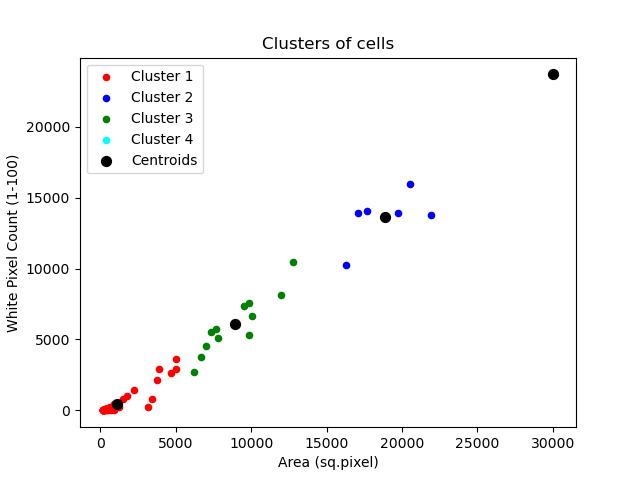 Clusters of cells
Cluster 1
Cluster 2
Cluster 3
Cluster 4
Centroids
White Pixel Count (1-100)
20000
15000
10000
5000
0
0 5000 10000 15000 20000 25000 30000
Area (sq.pixel)